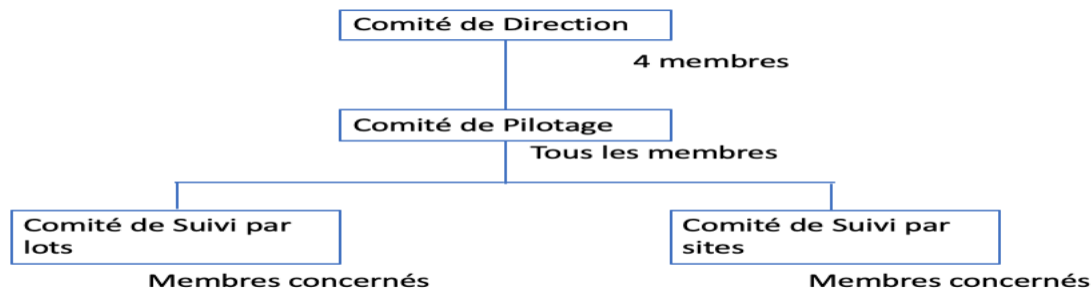 Comité de Direction
4 membres
Comité de Pilotage
Tous les membres
Comité de Suivi par
lots
Membres concernés
Comité de Suivi par
sites
Membres concernés